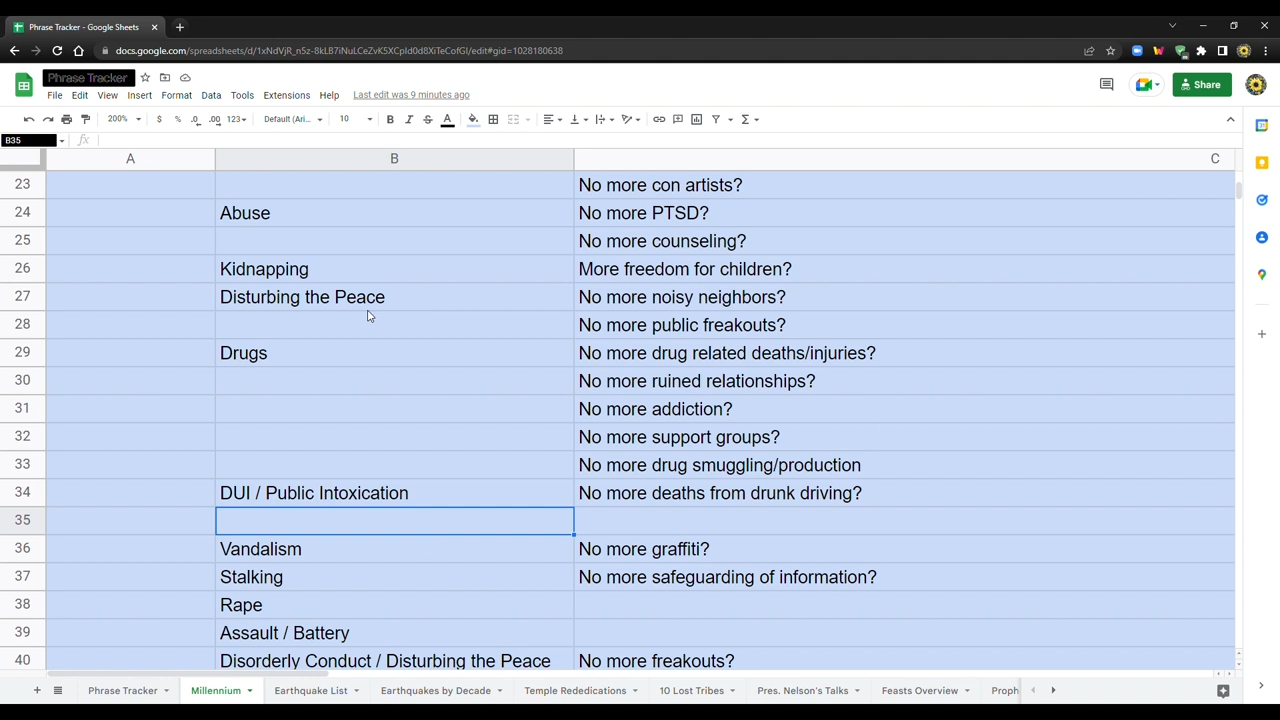 Phrase Tracker - Google Sheets
docs.google.com/spreadsheets/d/1xNdVjR_n5z-8kLB7iNuLCeZvK5XCpld0d8XiTeCofGI/edit#gid=1028180638
Phrase Tracker
File Edit View Insert Format Data Tools Extensions Help Last edit was 9 minutes ago
Share
200% $ % .0 .00 123 Default (Ari... 10 B I S A
B35 fx
A B C
23 No more con artists?
24 Abuse No more PTSD?
25 No more counseling?
26 Kidnapping More freedom for children?
27 Disturbing the Peace No more noisy neighbors?
28 No more public freakouts?
29 Drugs No more drug related deaths/injuries?
30 No more ruined relationships?
31 No more addiction?
32 No more support groups?
33 No more drug smuggling/production
34 DUI / Public Intoxication No more deaths from drunk driving?
35
36 Vandalism No more graffiti?
37 Stalking No more safeguarding of information?
38 Rape
39 Assault / Battery
40 Disorderly Conduct / Disturbing the Peace No more freakouts?
Phrase Tracker Millennium Earthquake List Earthquakes by Decade Temple Rededications 10 Lost Tribes Pres. Nelson's Talks Feasts Overview Proph